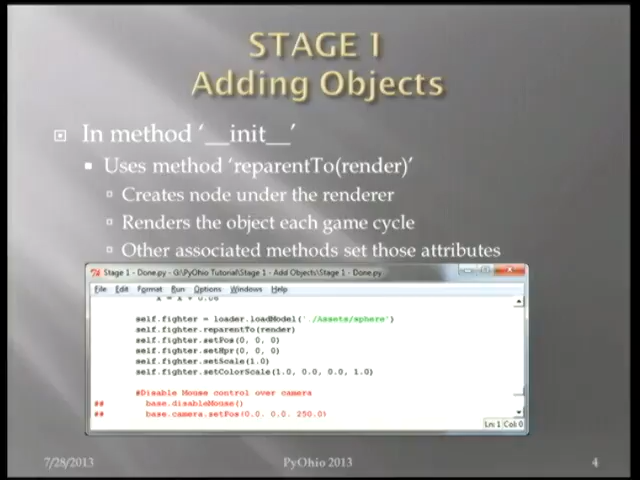 STAGE 1
Adding Objects
In method ‘__init__’
Uses method ‘reparentTo(render)’
Creates node under the renderer
Renders the object each game cycle
Other associated methods set those attributes
Stage 1 - Done.py - G:\PyOhio Tutorial\Stage 1 - Add Objects\Stage 1 - Done.py
File Edit Format Run Options Windows Help
x = x + 0.06
self.fighter = loader.loadModel('./Assets/sphere')
self.fighter.reparentTo(render)
self.fighter.setPos(0, 0, 0)
self.fighter.setHpr(0, 0, 0)
self.fighter.setScale(1.0)
self.fighter.setColorScale(1.0, 0.0, 0.0, 1.0)
#Disable Mouse control over camera
## base.disableMouse()
## base.camera.setPos(0.0, 0.0, 250.0)
Ln: 1 Col: 0
7/28/2013 PyOhio 2013 4